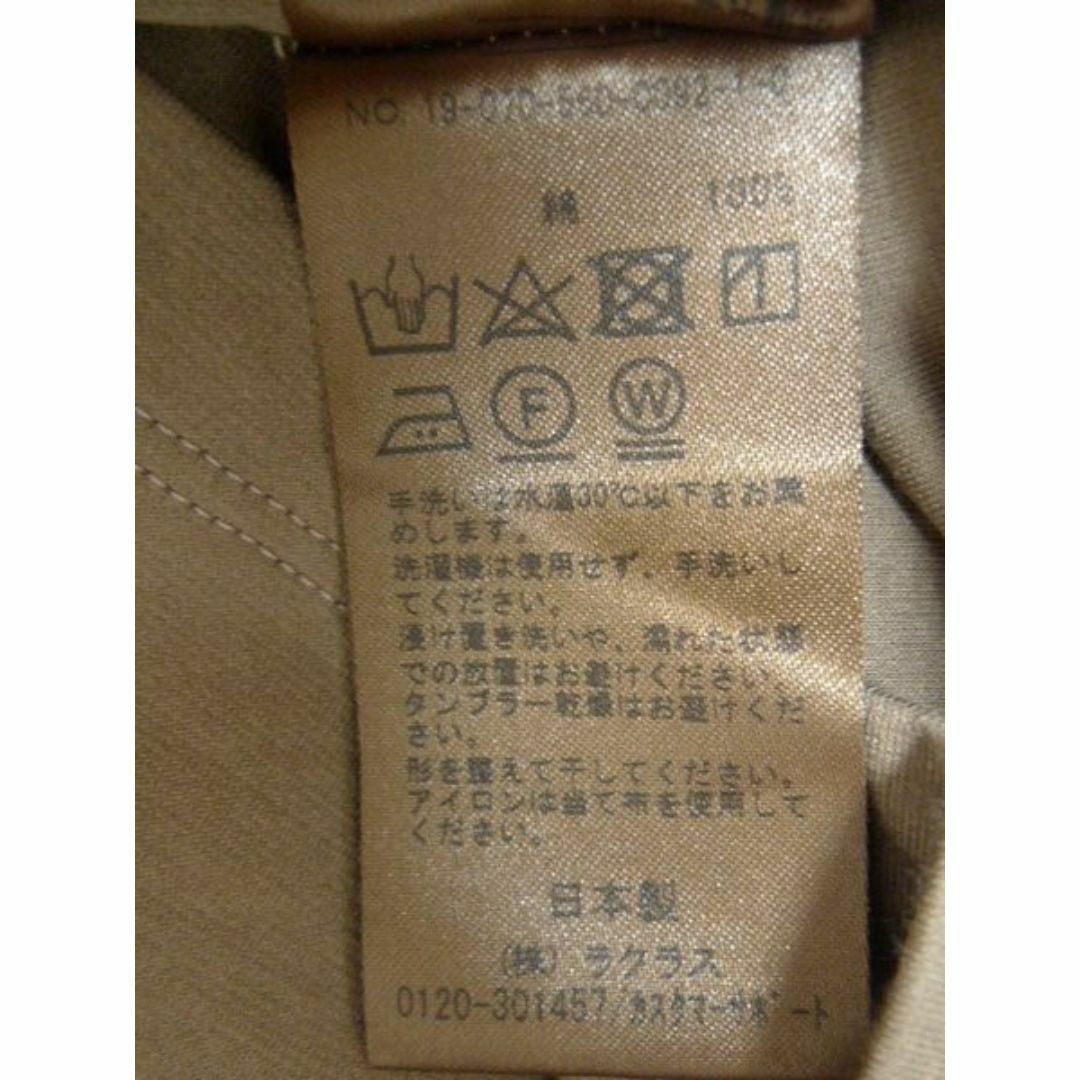 NO 19-070-550-0392-1-0
綿 100%
F W
手洗いは水温30℃以下をお薦
めします。
洗濯機は使用せず、手洗いし
てください。
浸け置き洗いや、濡れた状態
での放置はお避けください。
タンブラー乾燥はお避けくだ
さい。
形を整えて干してください。
アイロンは当て布を使用して
ください。
日本製
(株) ラクラス
0120-301457/カスタマーサポート